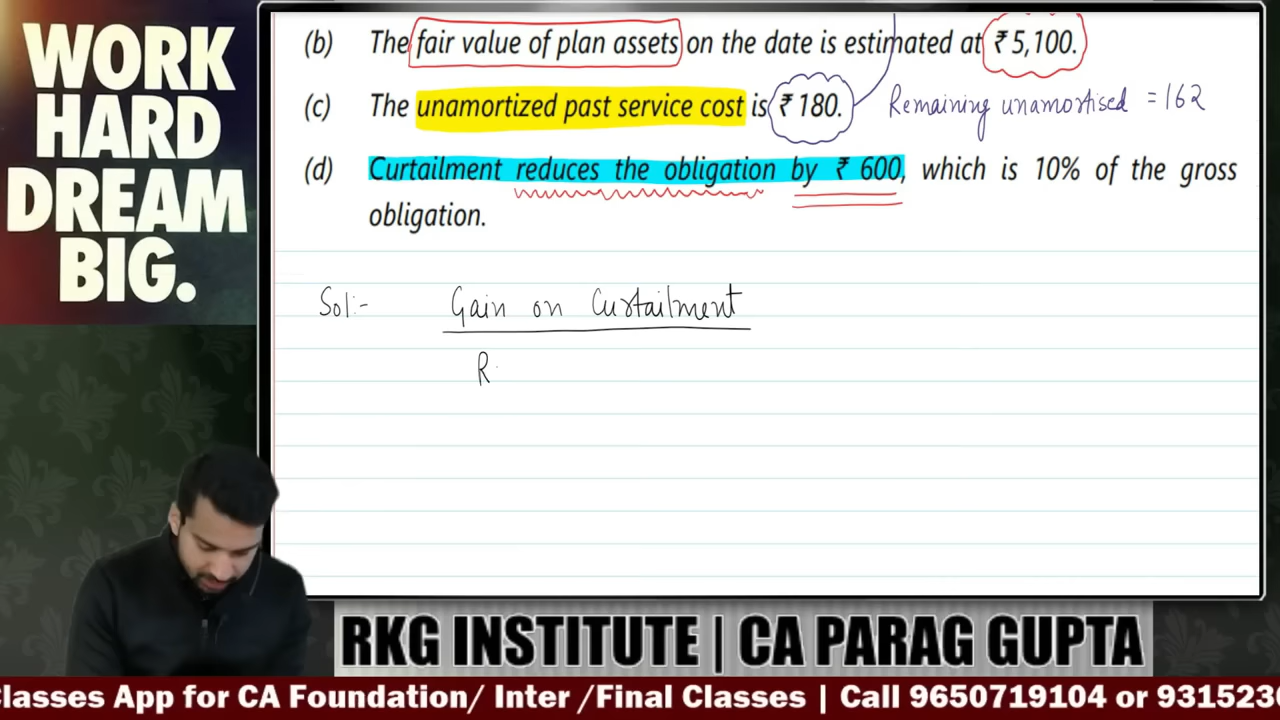 WORK
HARD
DREAM
BIG.
(b) The fair value of plan assets on the date is estimated at ₹ 5,100.
(c) The unamortized past service cost is ₹ 180. Remaining unamortised = 162
(d) Curtailment reduces the obligation by ₹ 600, which is 10% of the gross
obligation.
Sol:- Gain on Curtailment
R
RKG INSTITUTE | CA PARAG GUPTA
Classes App for CA Foundation/ Inter /Final Classes | Call 9650719104 or 931523